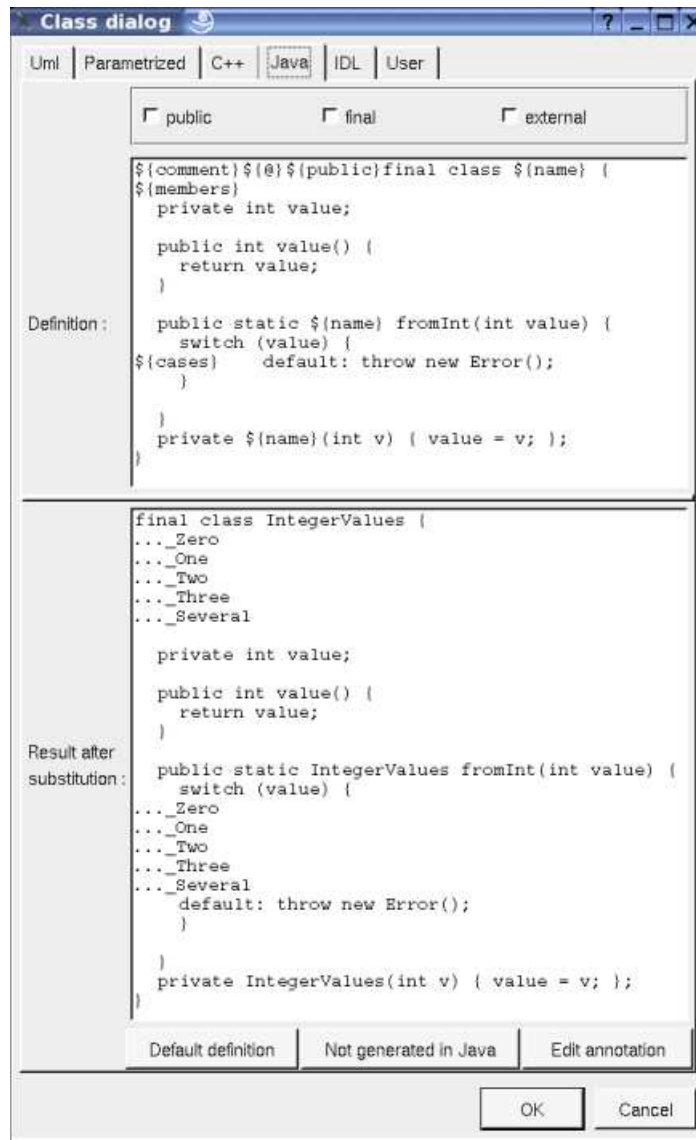 Class dialog
Uml Parametrized C++ Java IDL User
public final external
Definition :
${comment}${@}${public}final class ${name} {
${members}
  private int value;
  public int value() {
    return value;
  }
  public static ${name} fromInt(int value) {
    switch (value) {
${cases}    default: throw new Error();
    }
  }
  private ${name}(int v) { value = v; };
}
Result after
substitution :
final class IntegerValues {
..._Zero
..._One
..._Two
..._Three
..._Several
  private int value;
  public int value() {
    return value;
  }
  public static IntegerValues fromInt(int value) {
    switch (value) {
..._Zero
..._One
..._Two
..._Three
..._Several
    default: throw new Error();
    }
  }
  private IntegerValues(int v) { value = v; };
}
Default definition Not generated in Java Edit annotation
OK Cancel